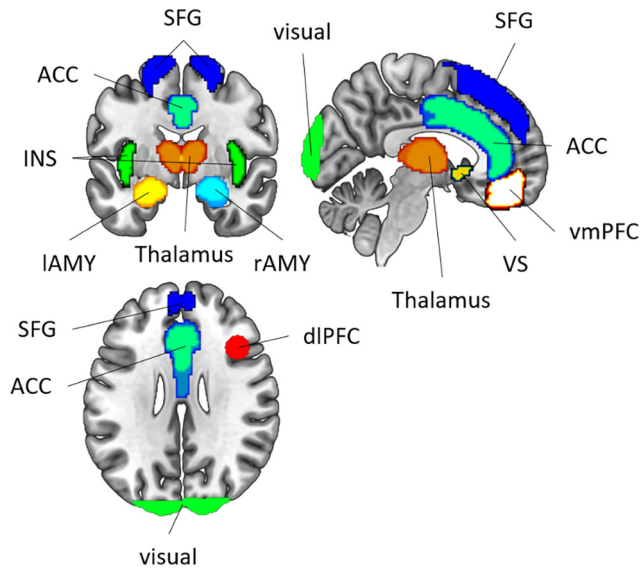 SFG
visual
SFG
ACC
INS
ACC
lAMY
Thalamus
rAMY
VS
vmPFC
Thalamus
SFG
dlPFC
ACC
visual